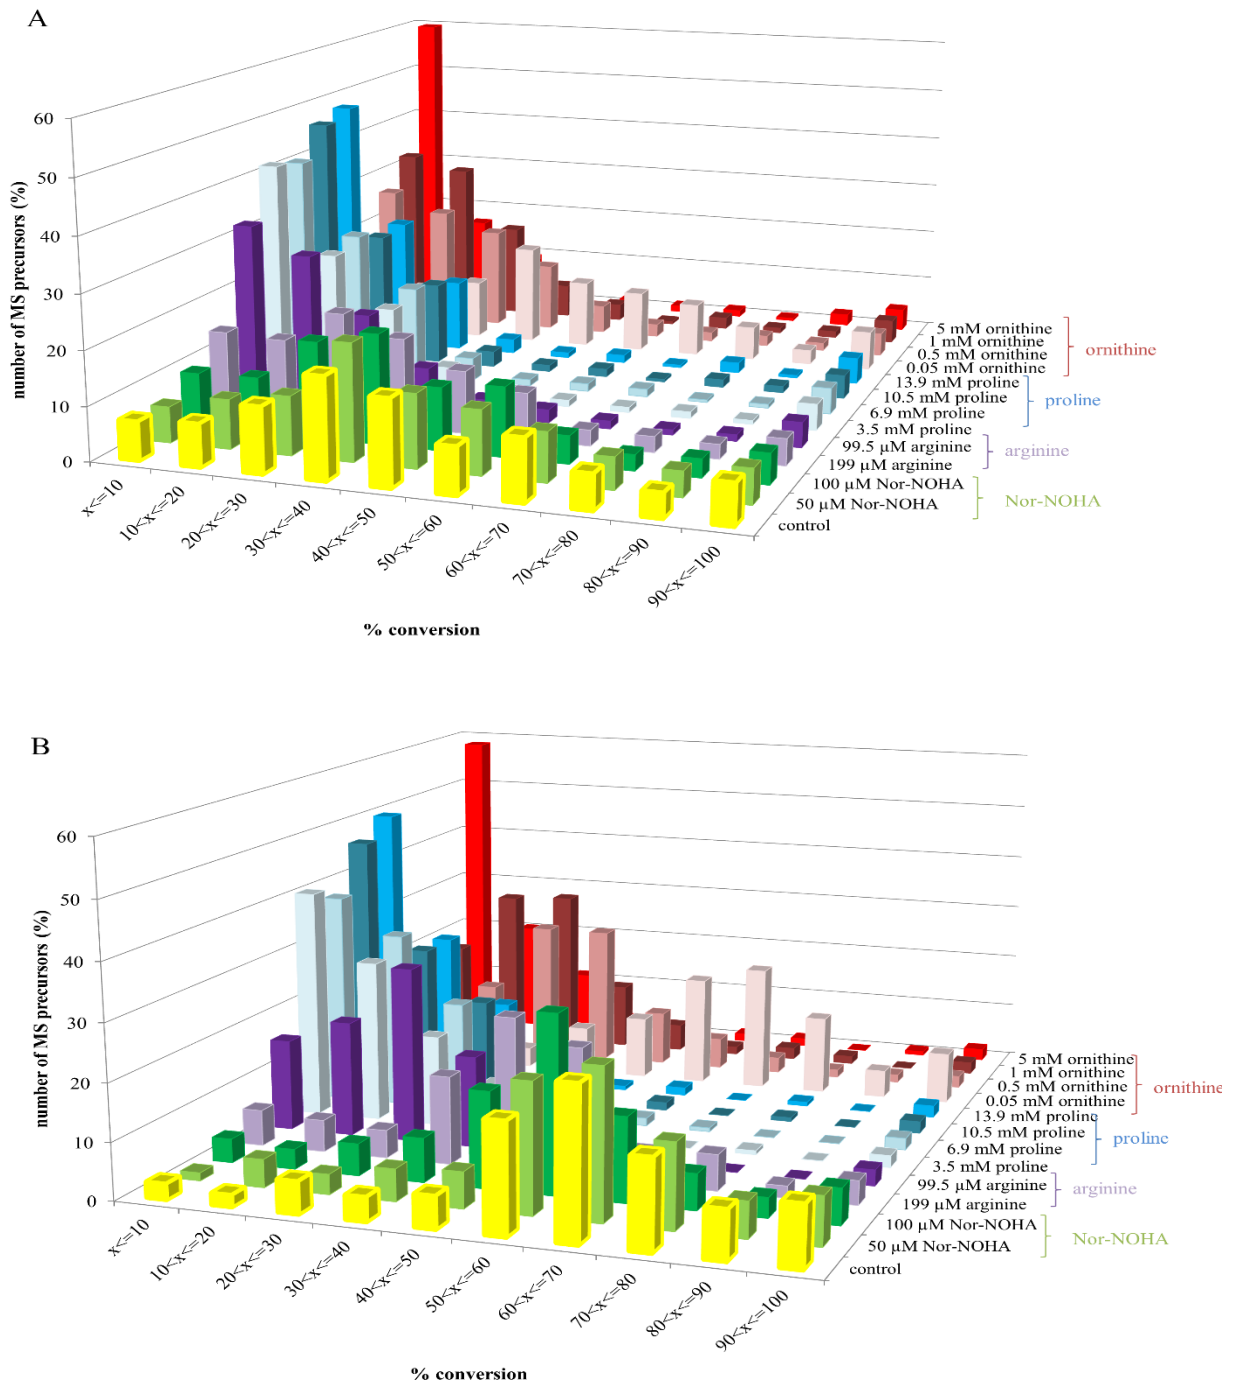 A
60
50
40
30
20
10
0
number of MS precursors (%)
x<=10
10<x<=20
20<x<=30
30<x<=40
40<x<=50
50<x<=60
60<x<=70
70<x<=80
80<x<=90
90<x<=100
% conversion
5 mM ornithine
1 mM ornithine
0.5 mM ornithine
0.05 mM ornithine
13.9 mM proline
10.5 mM proline
6.9 mM proline
3.5 mM proline
99.5 µM arginine
199 µM arginine
100 µM Nor-NOHA
50 µM Nor-NOHA
control
ornithine
proline
arginine
Nor-NOHA
B
60
50
40
30
20
10
0
number of MS precursors (%)
x<=10
10<x<=20
20<x<=30
30<x<=40
40<x<=50
50<x<=60
60<x<=70
70<x<=80
80<x<=90
90<x<=100
% conversion
5 mM ornithine
1 mM ornithine
0.5 mM ornithine
0.05 mM ornithine
13.9 mM proline
10.5 mM proline
6.9 mM proline
3.5 mM proline
99.5 µM arginine
199 µM arginine
100 µM Nor-NOHA
50 µM Nor-NOHA
control
ornithine
proline
arginine
Nor-NOHA